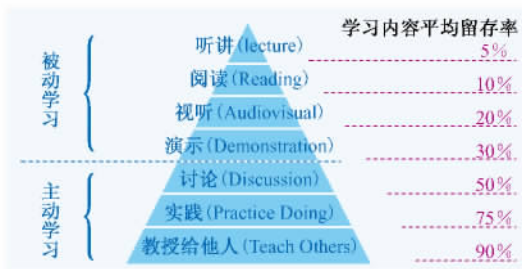 学习内容平均留存率
被动学习
听讲(lecture) 5%
阅读(Reading) 10%
视听(Audiovisual) 20%
演示(Demonstration) 30%
主动学习
讨论(Discussion) 50%
实践(Practice Doing) 75%
教授给他人(Teach Others) 90%